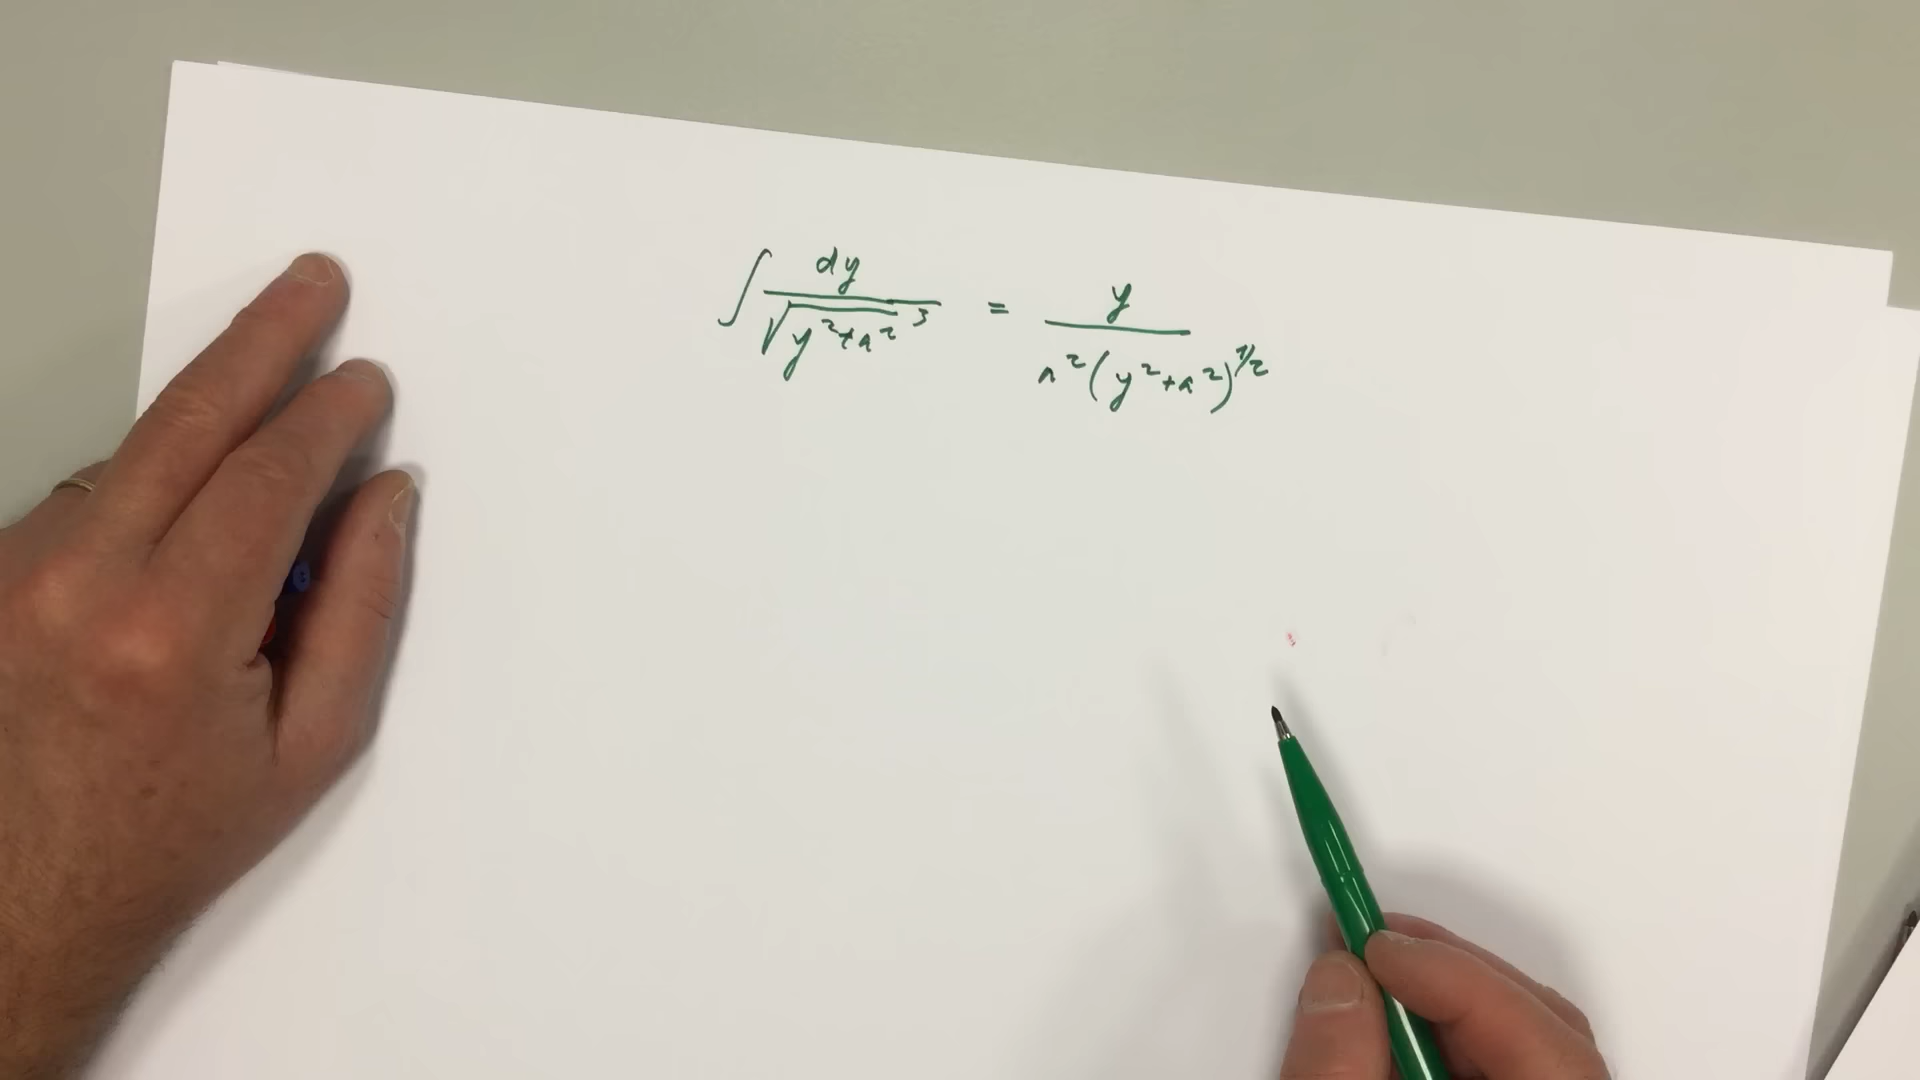 ∫ dy / √(y²+a²)³ = y / a²(y²+a²)^1/2